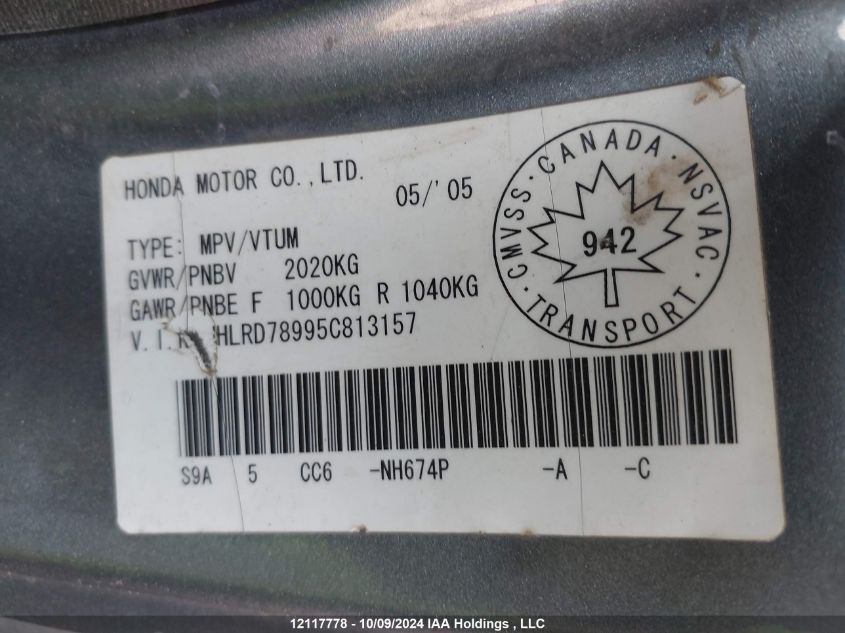 HONDA MOTOR CO.,LTD.
05/'05
TYPE: MPV/VTUM
GVWR/PNBV 2020KG
GAWR/PNBE F 1000KG R 1040KG
V.I. HLRD78995C813157
S9A 5 CC6 -NH674P -A -C
CMVSS · CANADA · NSVAC ·
942
TRANSPORT
12117778 - 10/09/2024 IAA Holdings , LLC